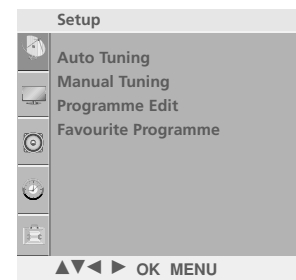 Setup
Auto Tuning
Manual Tuning
Programme Edit
Favourite Programme
▲▼◄ ► OK MENU